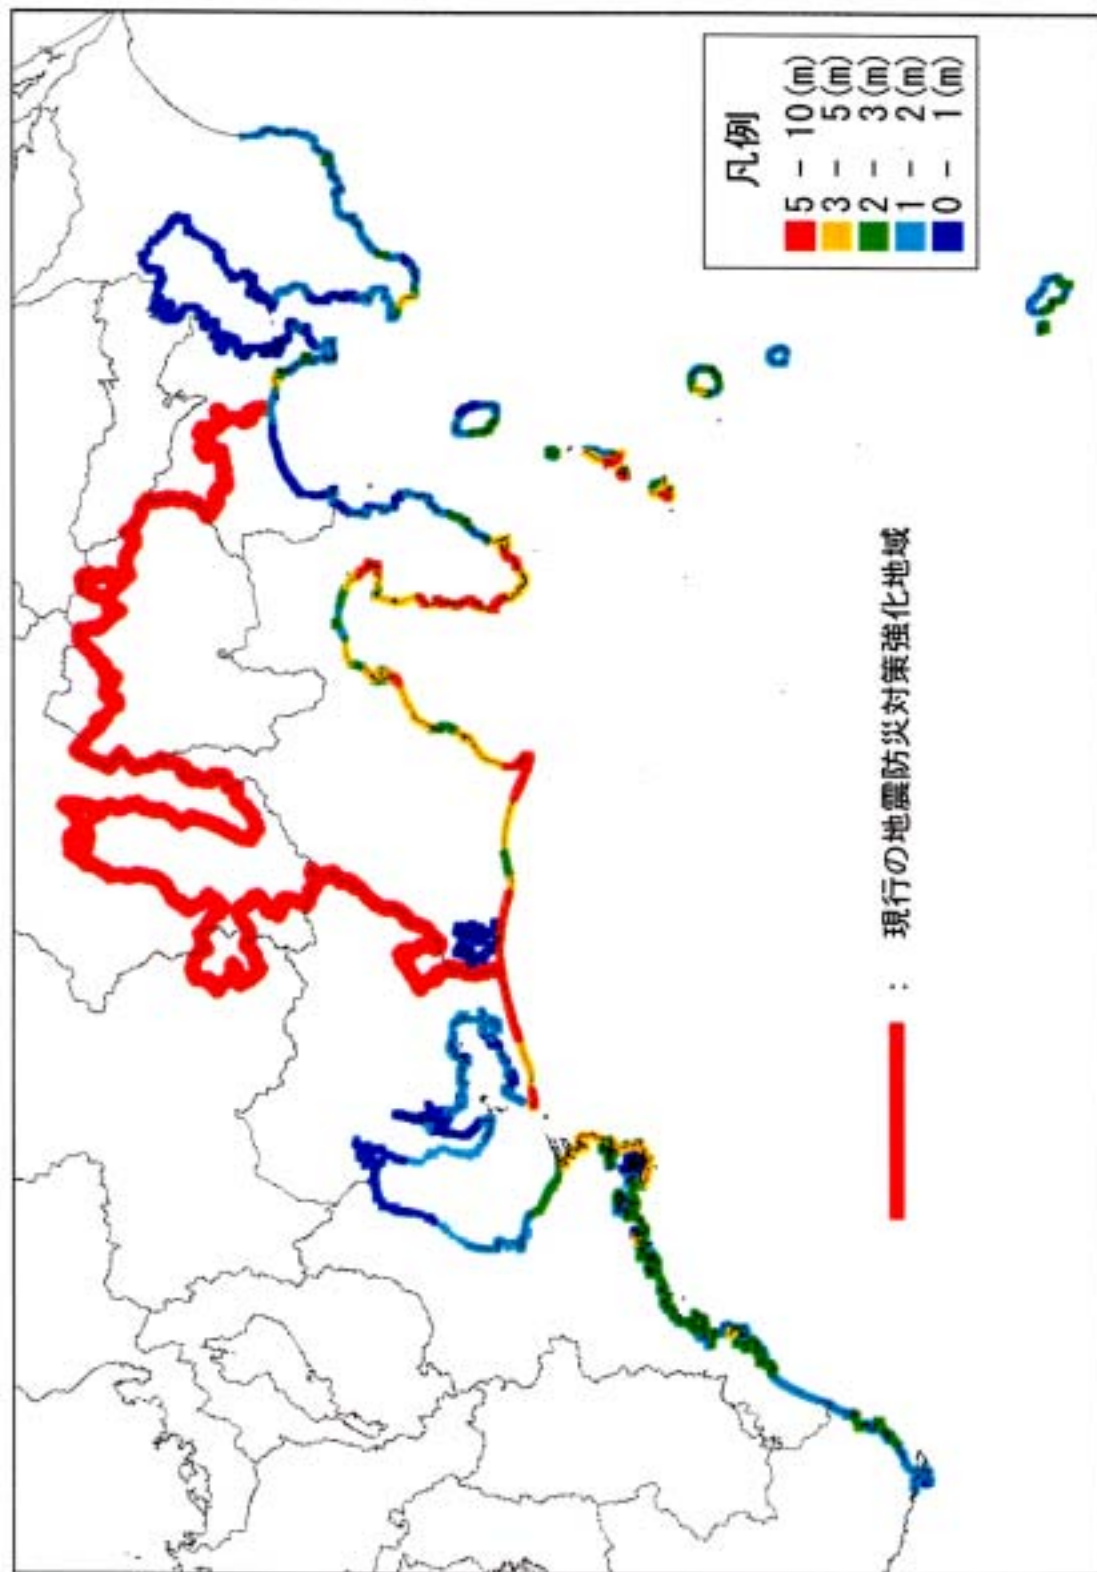 凡例
5 - 10(m)
3 - 5(m)
2 - 3(m)
1 - 2(m)
0 - 1(m)
: 現行の地震防災対策強化地域